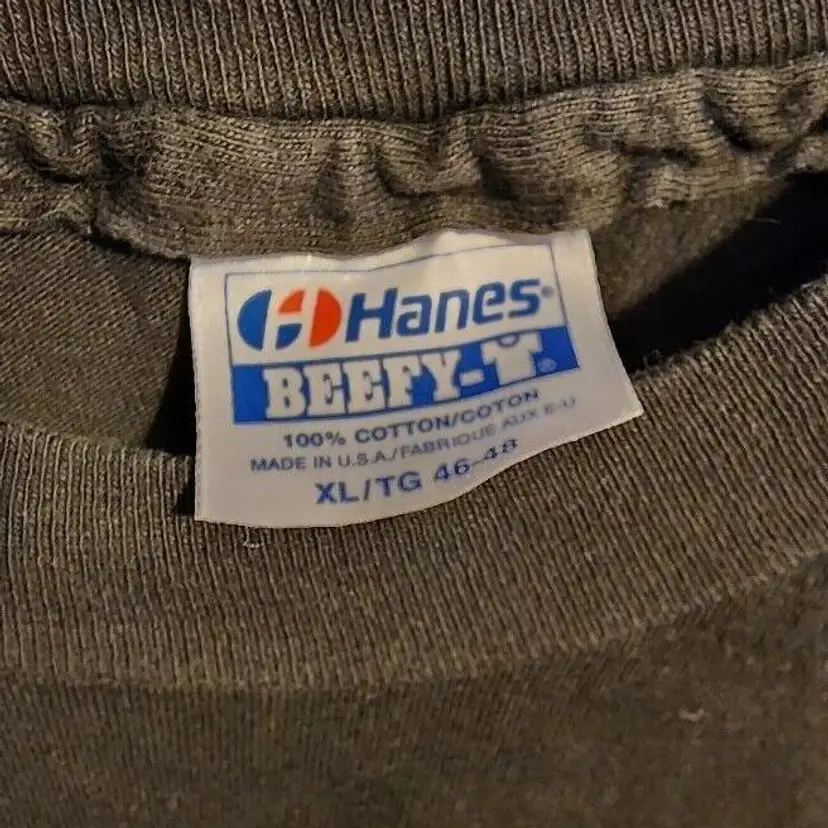 Hanes®
BEEFY-T®
100% COTTON/COTON
MADE IN U.S.A./FABRIQUE AUX E-U
XL/TG 46-48